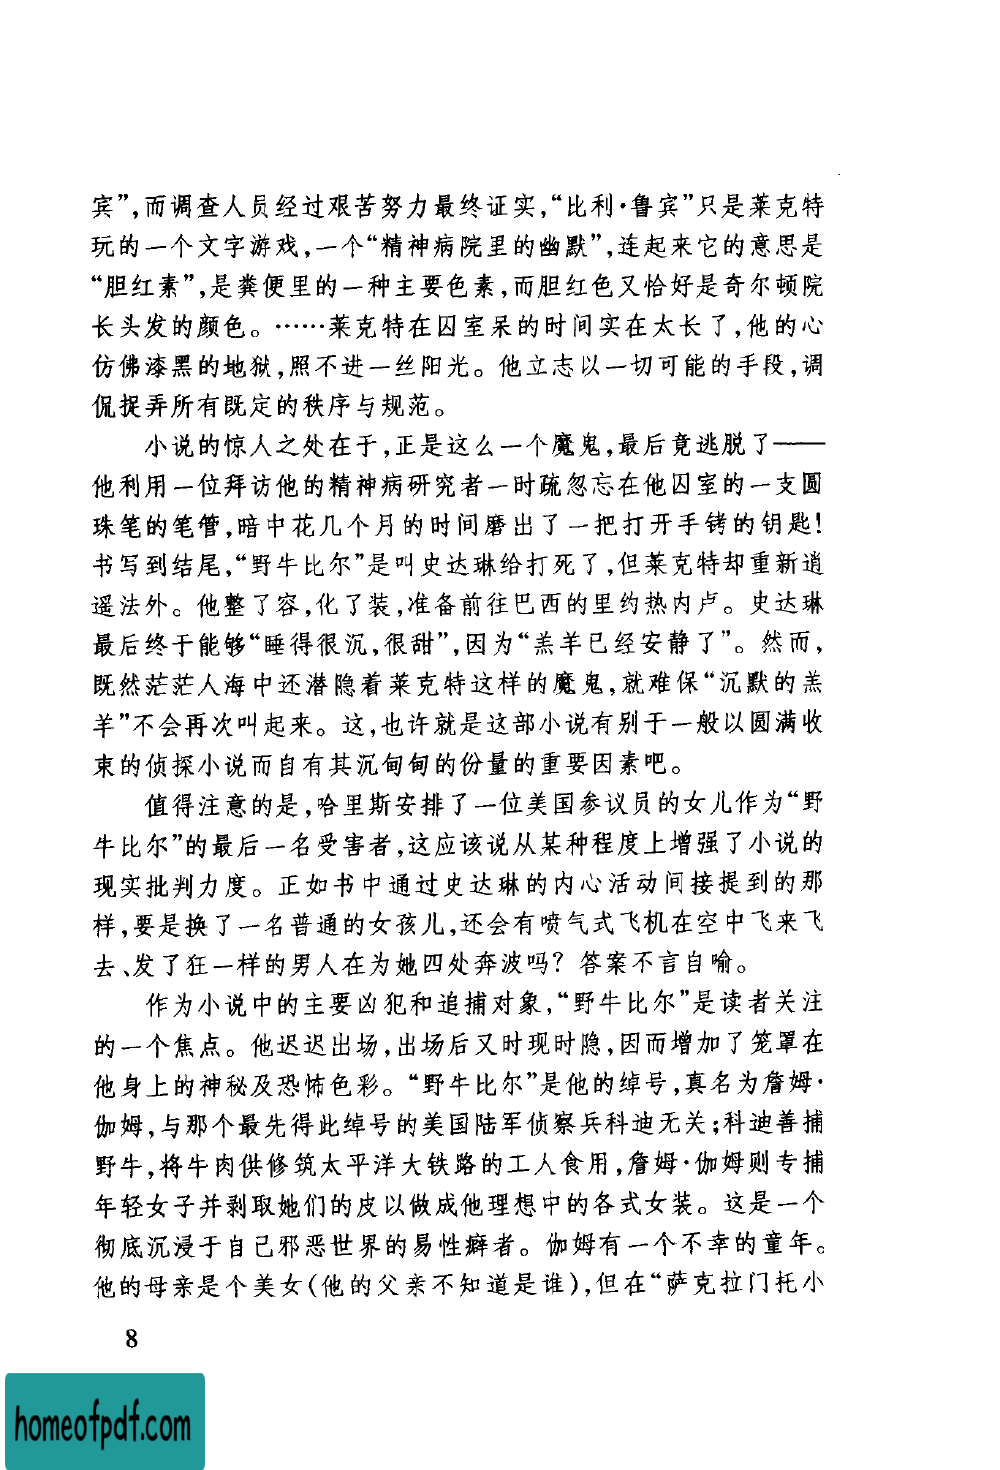 宾”,而调查人员经过艰苦努力最终证实,“比利·鲁宾”只是莱克特
玩的一个文字游戏,一个“精神病院里的幽默”,连起来它的意思是
“胆红素”,是粪便里的一种主要色素,而胆红色又恰好是奇尔顿院
长头发的颜色。……莱克特在囚室呆的时间实在太长了,他的心
仿佛漆黑的地狱,照不进一丝阳光。他立志以一切可能的手段,调
侃捉弄所有既定的秩序与规范。
小说的惊人之处在于,正是这么一个魔鬼,最后竟逃脱了——
他利用一位拜访他的精神病研究者一时疏忽忘在他囚室的一支圆
珠笔的笔管,暗中花几个月的时间磨出了一把打开手铐的钥匙!
书写到结尾,“野牛比尔”是叫史达琳给打死了,但莱克特却重新逍
遥法外。他整了容,化了装,准备前往巴西的里约热内卢。史达琳
最后终于能够“睡得很沉,很甜”,因为“羔羊已经安静了”。然而,
既然茫茫人海中还潜隐着莱克特这样的魔鬼,就难保“沉默的羔
羊”不会再次叫起来。这,也许就是这部小说有别于一般以圆满收
束的侦探小说而自有其沉甸甸的份量的重要因素吧。
值得注意的是,哈里斯安排了一位美国参议员的女儿作为“野
牛比尔”的最后一名受害者,这应该说从某种程度上增强了小说的
现实批判力度。正如书中通过史达琳的内心活动间接提到的那
样,要是换了一名普通的女孩儿,还会有喷气式飞机在空中飞来飞
去、发了狂一样的男人在为她四处奔波吗?答案不言自喻。
作为小说中的主要凶犯和追捕对象,“野牛比尔”是读者关注
的一个焦点。他迟迟出场,出场后又时现时隐,因而增加了笼罩在
他身上的神秘及恐怖色彩。“野牛比尔”是他的绰号,真名为詹姆·
伽姆,与那个最先得此绰号的美国陆军侦察兵科迪无关;科迪善捕
野牛,将牛肉供修筑太平洋大铁路的工人食用,詹姆·伽姆则专捕
年轻女子并剥取她们的皮以做成他理想中的各式女装。这是一个
彻底沉浸于自己邪恶世界的易性癖者。伽姆有一个不幸的童年。
他的母亲是个美女(他的父亲不知道是谁),但在“萨克拉门托小
8
homeofpdf.com